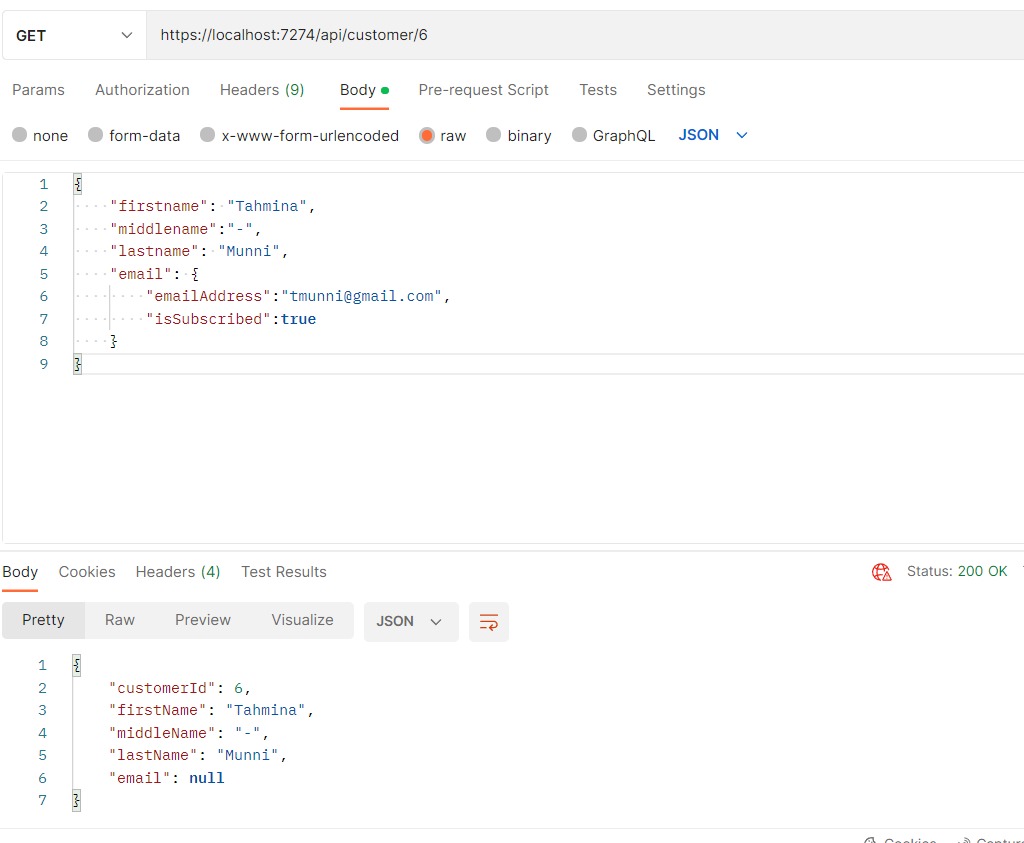 GET https://localhost:7274/api/customer/6
Params Authorization Headers (9) Body Pre-request Script Tests Settings
none form-data x-www-form-urlencoded raw binary GraphQL JSON
1 {
2 "firstname": "Tahmina",
3 "middlename":"-",
4 "lastname": "Munni",
5 "email": {
6 "emailAddress":"tmunni@gmail.com",
7 "isSubscribed":true
8 }
9 }
Body Cookies Headers (4) Test Results Status: 200 OK
Pretty Raw Preview Visualize JSON
1 {
2 "customerId": 6,
3 "firstName": "Tahmina",
4 "middleName": "-",
5 "lastName": "Munni",
6 "email": null
7 }
Cookies Capture